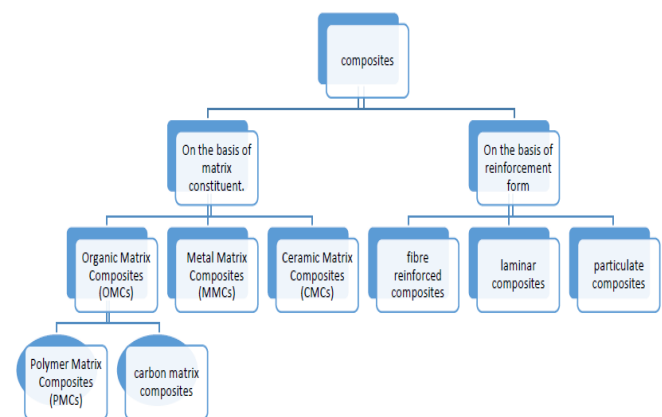 composites
On the basis of
matrix
constituent.
On the basis of
reinforcement
form
Organic Matrix
Composites
(OMCs)
Metal Matrix
Composites
(MMCs)
Ceramic Matrix
Composites
(CMCs)
fibre
reinforced
composites
laminar
composites
particulate
composites
Polymer Matrix
Composites
(PMCs)
carbon matrix
composites